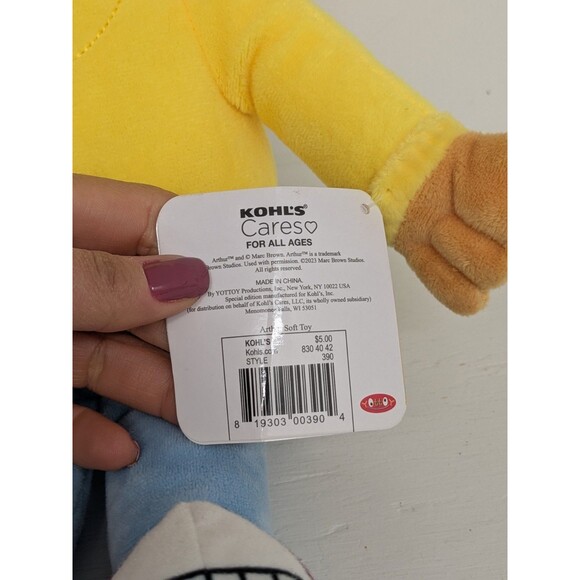 KOHL'S
Cares
FOR ALL AGES
Arthur™ and © Marc Brown. Arthur™ is a trademark
Brown Studios. Used with permission. ©2023 Marc Brown Studios.
All rights reserved.
MADE IN CHINA.
By YOTTOY Productions, Inc., New York, NY 10022 USA
Special edition manufactured for Kohl's, Inc.
(for distribution on behalf of Kohl's Cares, LLC, its wholly owned subsidiary)
Menomonee Falls, WI 53051
Arthur Soft Toy
KOHL'S $5.00
Kohls.com 830 40 42
STYLE 390
8 19303 00390 4
YOTTOY